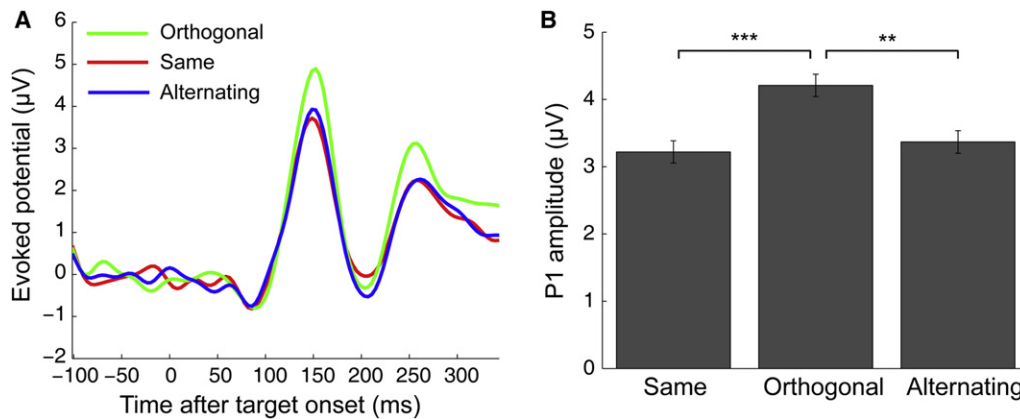 A
Evoked potential (µV)
6
5
4
3
2
1
0
−1
−2
Orthogonal
Same
Alternating
−100 −50 0 50 100 150 200 250 300
Time after target onset (ms)
B
P1 amplitude (µV)
5
4
3
2
1
0
*** **
Same Orthogonal Alternating